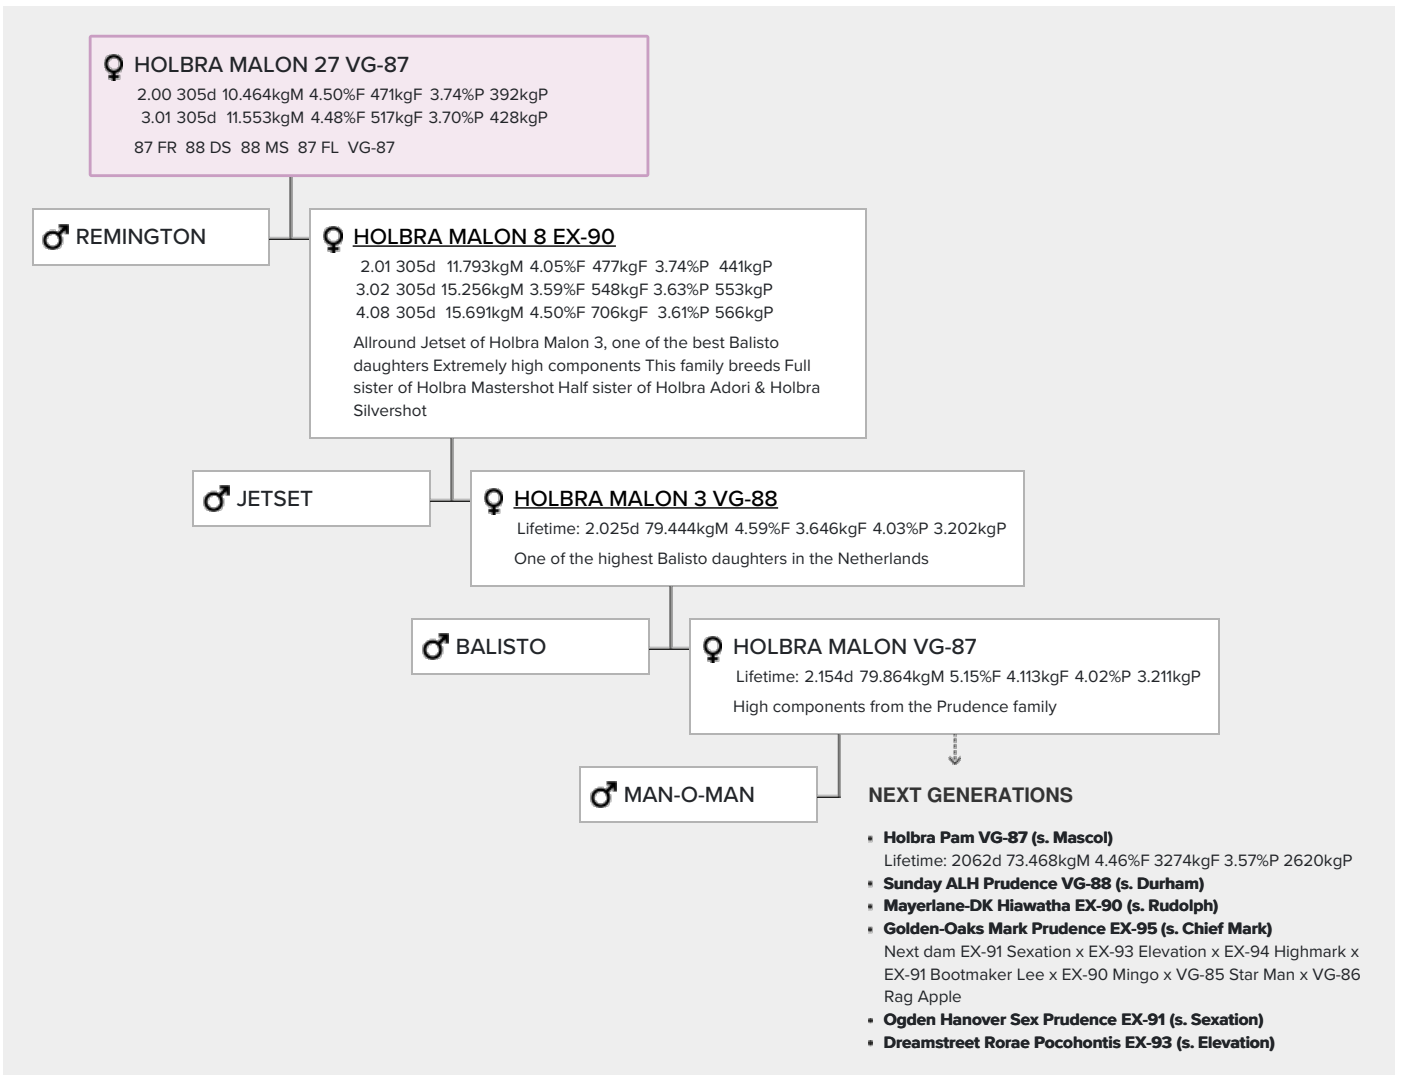 HOLBRA MALON 27 VG-87
2.00 305d 10.464kgM 4.50%F 471kgF 3.74%P 392kgP
3.01 305d 11.553kgM 4.48%F 517kgF 3.70%P 428kgP
87 FR 88 DS 88 MS 87 FL VG-87
REMINGTON
HOLBRA MALON 8 EX-90
2.01 305d 11.793kgM 4.05%F 477kgF 3.74%P 441kgP
3.02 305d 15.256kgM 3.59%F 548kgF 3.63%P 553kgP
4.08 305d 15.691kgM 4.50%F 706kgF 3.61%P 566kgP
Allround Jetset of Holbra Malon 3, one of the best Balisto
daughters Extremely high components This family breeds Full
sister of Holbra Mastershot Half sister of Holbra Adori & Holbra
Silvershot
JETSET
HOLBRA MALON 3 VG-88
Lifetime: 2.025d 79.444kgM 4.59%F 3.646kgF 4.03%P 3.202kgP
One of the highest Balisto daughters in the Netherlands
BALISTO
HOLBRA MALON VG-87
Lifetime: 2.154d 79.864kgM 5.15%F 4.113kgF 4.02%P 3.211kgP
High components from the Prudence family
MAN-O-MAN
NEXT GENERATIONS
Holbra Pam VG-87 (s. Mascol)
Lifetime: 2062d 73.468kgM 4.46%F 3274kgF 3.57%P 2620kgP
Sunday ALH Prudence VG-88 (s. Durham)
Mayerlane-DK Hiawatha EX-90 (s. Rudolph)
Golden-Oaks Mark Prudence EX-95 (s. Chief Mark)
Next dam EX-91 Sexation x EX-93 Elevation x EX-94 Highmark x
EX-91 Bootmaker Lee x EX-90 Mingo x VG-85 Star Man x VG-86
Rag Apple
Ogden Hanover Sex Prudence EX-91 (s. Sexation)
Dreamstreet Rorae Pocohontis EX-93 (s. Elevation)